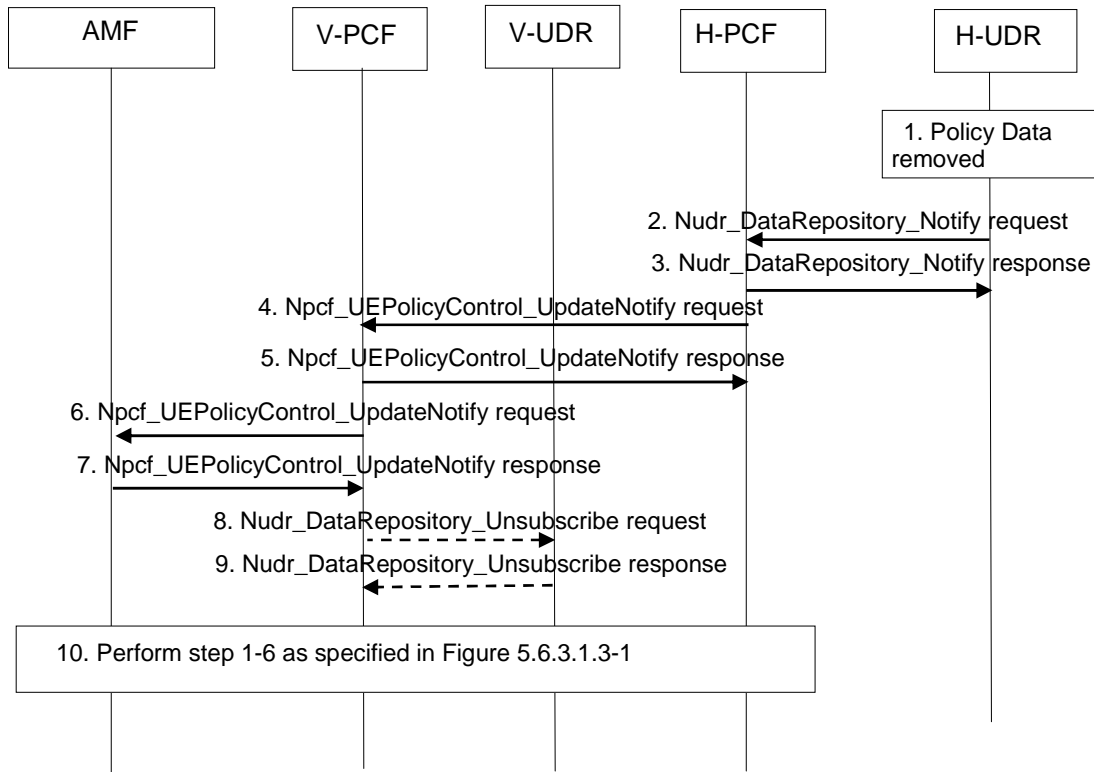 AMF
V-PCF
V-UDR
H-PCF
H-UDR
1. Policy Data
removed
2. Nudr_DataRepository_Notify request
3. Nudr_DataRepository_Notify response
4. Npcf_UEPolicyControl_UpdateNotify request
5. Npcf_UEPolicyControl_UpdateNotify response
6. Npcf_UEPolicyControl_UpdateNotify request
7. Npcf_UEPolicyControl_UpdateNotify response
8. Nudr_DataRepository_Unsubscribe request
9. Nudr_DataRepository_Unsubscribe response
10. Perform step 1-6 as specified in Figure 5.6.3.1.3-1